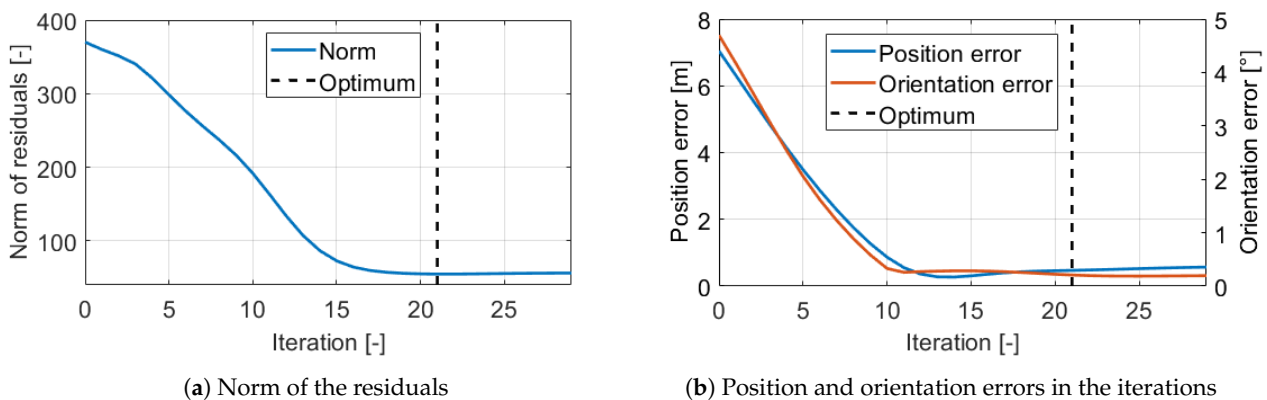 400
300
200
100
Norm of residuals [-]
Norm
Optimum
0 5 10 15 20 25
Iteration [-]
(a) Norm of the residuals
8
6
4
2
0
Position error [m]
Position error
Orientation error
Optimum
5
4
3
2
1
0
Orientation error [°]
0 5 10 15 20 25
Iteration [-]
(b) Position and orientation errors in the iterations